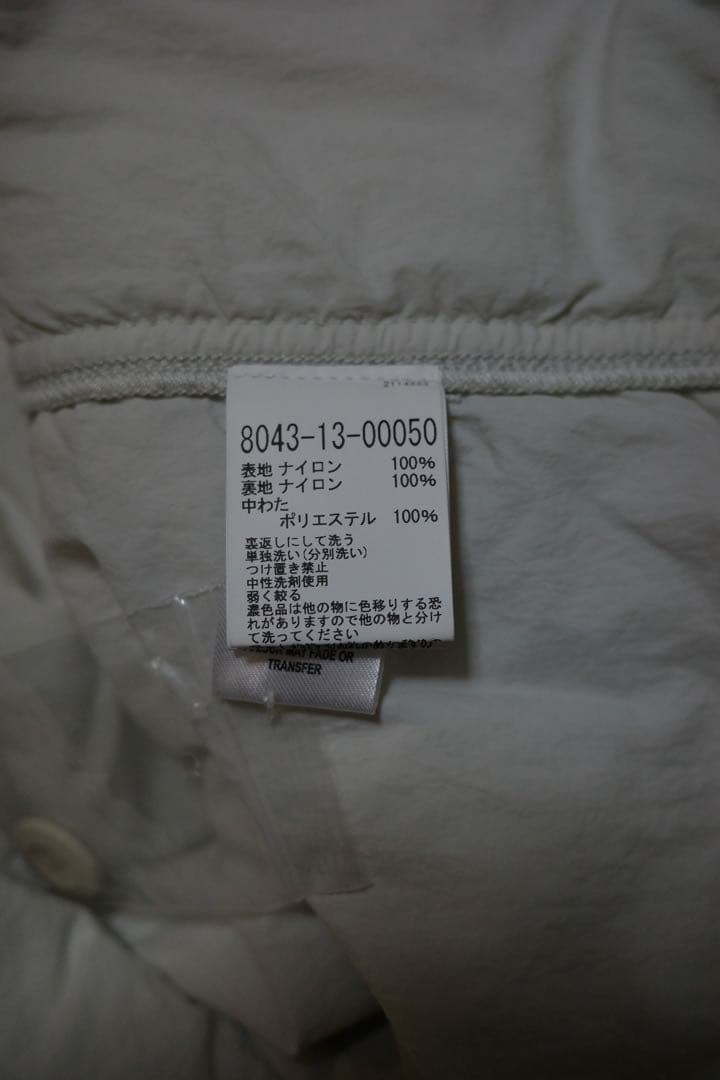 8043-13-00050
表地 ナイロン 100%
裏地 ナイロン 100%
中わた
ポリエステル 100%
裏返しにして洗う
単独洗い(分別洗い)
つけ置き禁止
中性洗剤使用
弱く絞る
濃色品は他の物に色移りする恐
れがありますので他の物と分け
て洗ってください
MAY FADE OR
TRANSFER